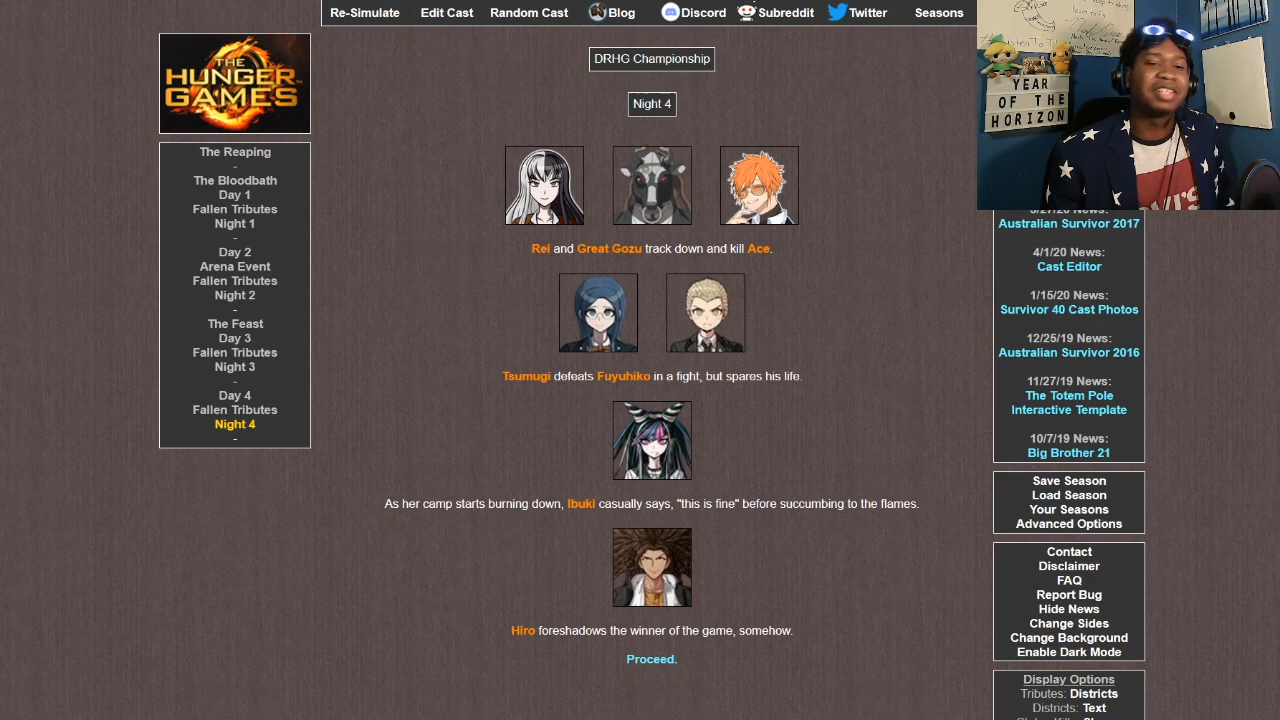 Re-Simulate Edit Cast Random Cast Blog Discord Subreddit Twitter Seasons
THE
HUNGER
GAMES
The Reaping
-
The Bloodbath
Day 1
Fallen Tributes
Night 1
-
Day 2
Arena Event
Fallen Tributes
Night 2
-
The Feast
Day 3
Fallen Tributes
Night 3
-
Day 4
Fallen Tributes
Night 4
-
DRHG Championship
Night 4
Rei and Great Gozu track down and kill Ace.
Tsumugi defeats Fuyuhiko in a fight, but spares his life.
As her camp starts burning down, Ibuki casually says, "this is fine" before succumbing to the flames.
Hiro foreshadows the winner of the game, somehow.
Proceed.
YEAR
OF THE
HORIZON
Australian Survivor 2017
4/1/20 News:
Cast Editor
1/15/20 News:
Survivor 40 Cast Photos
12/25/19 News:
Australian Survivor 2016
11/27/19 News:
The Totem Pole
Interactive Template
10/7/19 News:
Big Brother 21
Save Season
Load Season
Your Seasons
Advanced Options
Contact
Disclaimer
FAQ
Report Bug
Hide News
Change Sides
Change Background
Enable Dark Mode
Display Options
Tributes: Districts
Districts: Text